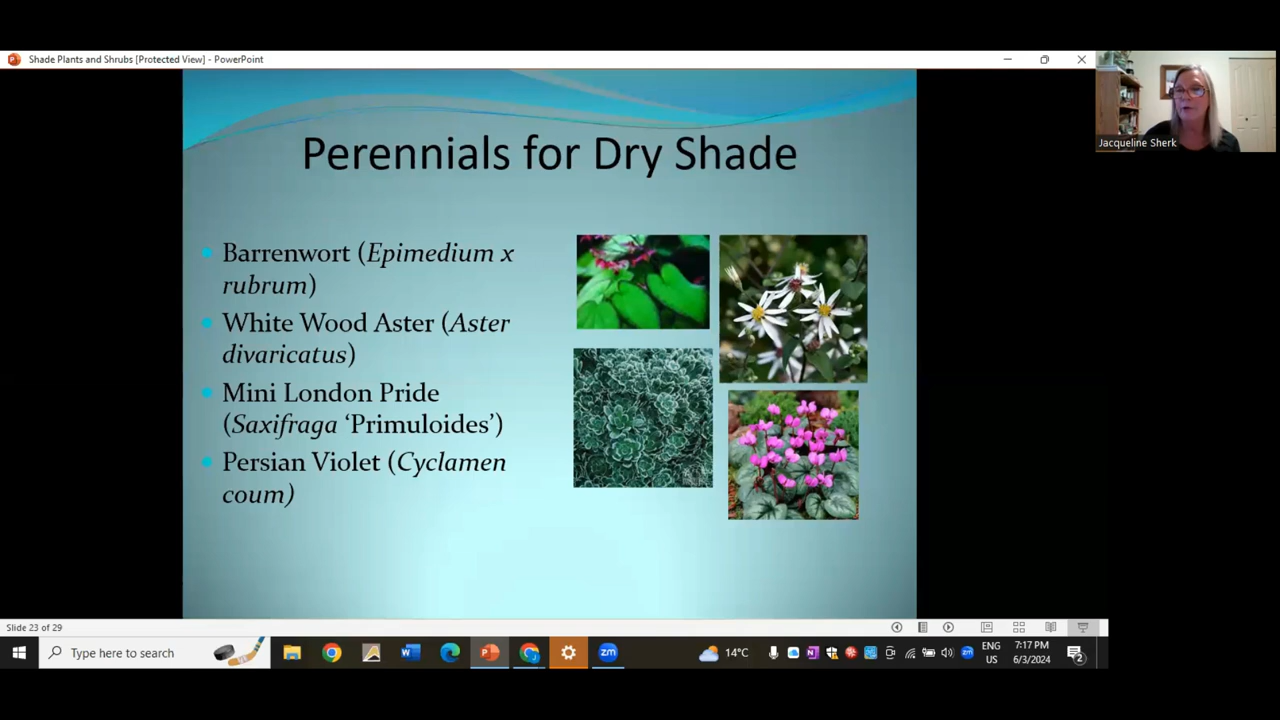 Shade Plants and Shrubs [Protected View] - PowerPoint
Jacqueline Sherk
Perennials for Dry Shade
Barrenwort (Epimedium x
rubrum)
White Wood Aster (Aster
divaricatus)
Mini London Pride
(Saxifraga ‘Primuloides’)
Persian Violet (Cyclamen
coum)
Slide 23 of 29
Type here to search
14°C
ENG
US
7:17 PM
6/3/2024
2
zm